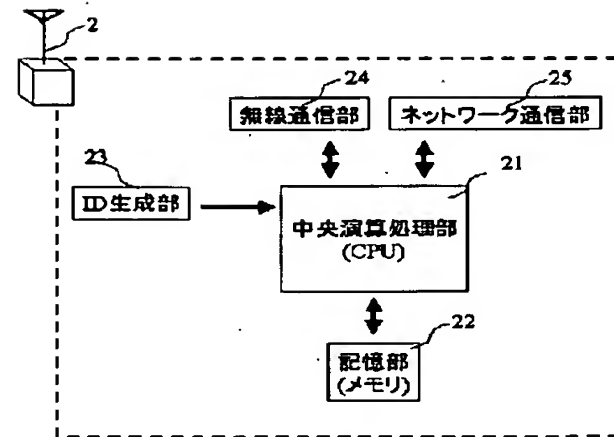 2
24
25
無線通信部
ネットワーク通信部
23
21
ID生成部
中央演算処理部
(CPU)
22
記憶部
(メモリ)